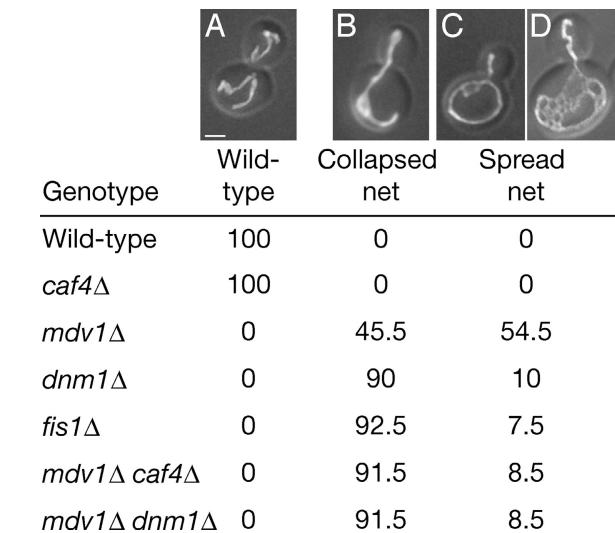 A B C D
Wild- Collapsed Spread
Genotype type net net
Wild-type 100 0 0
caf4Δ 100 0 0
mdv1Δ 0 45.5 54.5
dnm1Δ 0 90 10
fis1Δ 0 92.5 7.5
mdv1Δ caf4Δ 0 91.5 8.5
mdv1Δ dnm1Δ 0 91.5 8.5